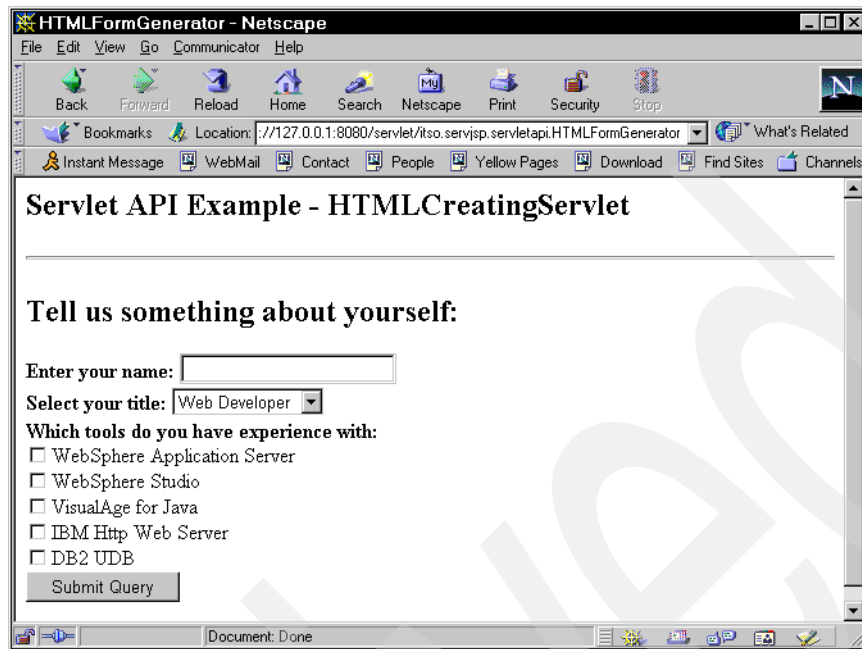 HTMLFormGenerator - Netscape
File Edit View Go Communicator Help
Back Forward Reload Home Search Netscape Print Security Stop
My
N
Bookmarks Location: ://127.0.0.1:8080/servlet/itso.servjsp.servletapi.HTMLFormGenerator What's Related
Instant Message WebMail Contact People Yellow Pages Download Find Sites Channels
Servlet API Example - HTMLCreatingServlet
Tell us something about yourself:
Enter your name:
Select your title: Web Developer
Which tools do you have experience with:
WebSphere Application Server
WebSphere Studio
VisualAge for Java
IBM Http Web Server
DB2 UDB
Submit Query
Document: Done